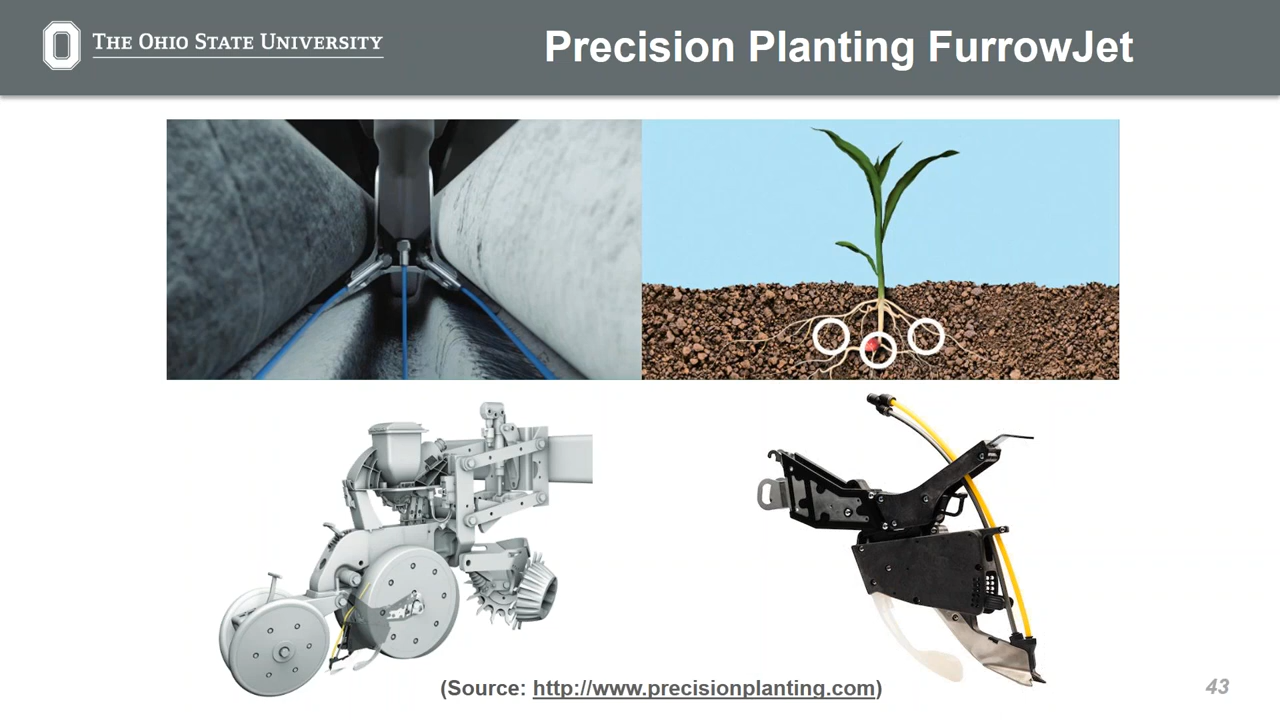 THE OHIO STATE UNIVERSITY
Precision Planting FurrowJet
(Source: http://www.precisionplanting.com)
43